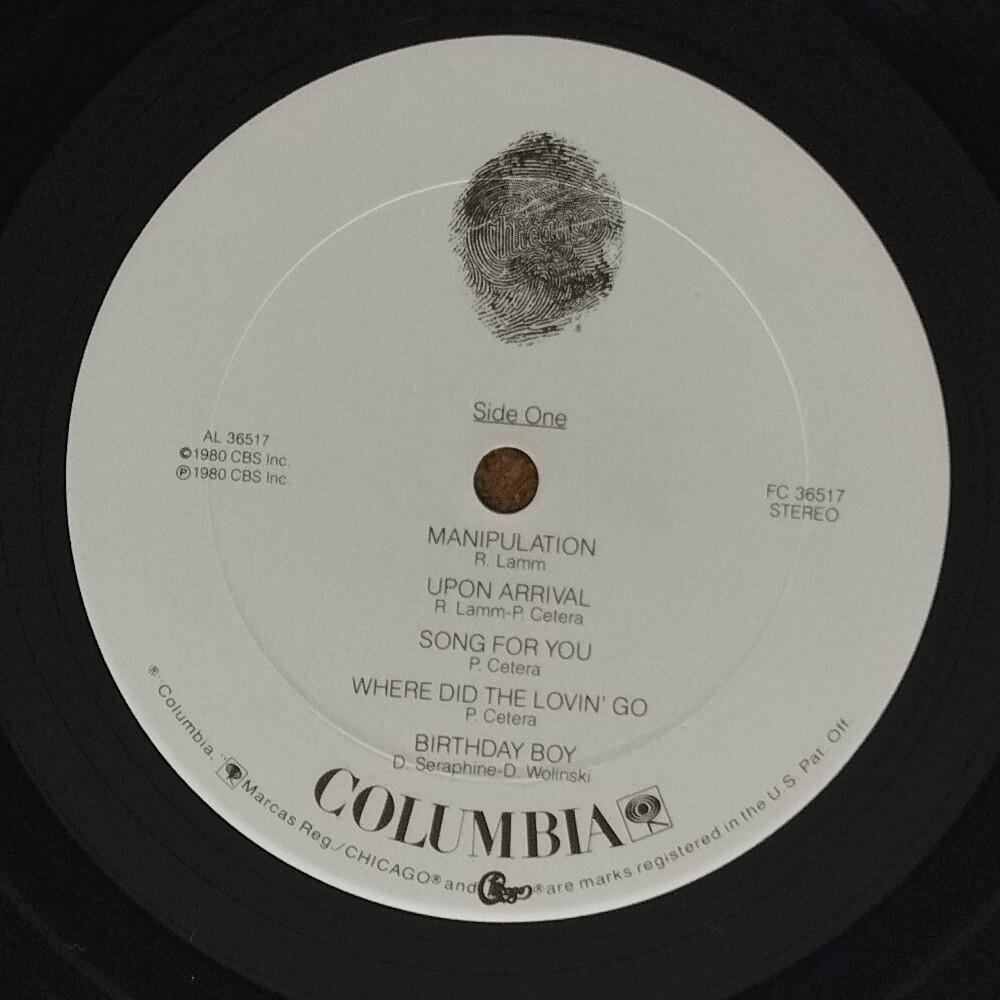 Chicago
®
Side One
AL 36517
©1980 CBS Inc.
℗1980 CBS Inc.
FC 36517
STEREO
MANIPULATION
R. Lamm
UPON ARRIVAL
R. Lamm-P. Cetera
SONG FOR YOU
P. Cetera
WHERE DID THE LOVIN' GO
P. Cetera
BIRTHDAY BOY
D. Seraphine-D. Wolinski
COLUMBIA
® "Columbia," Marcas Reg./CHICAGO® and Chicago ® are marks registered in the U.S. Pat. Off.